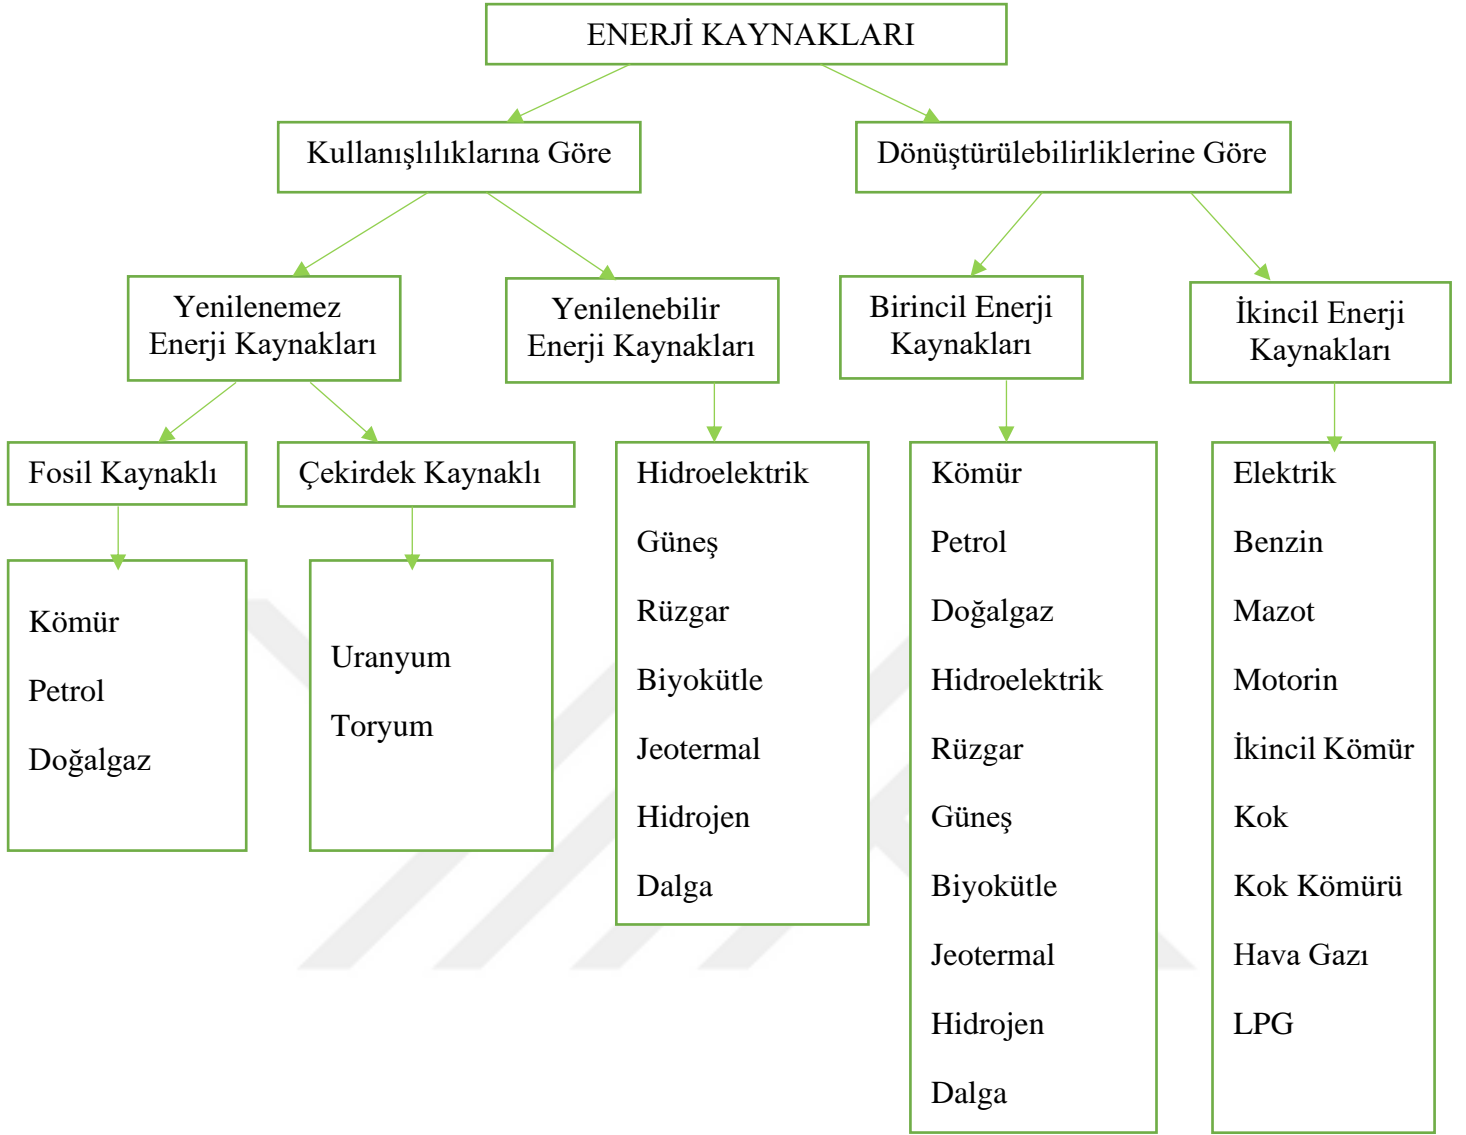 ENERJİ KAYNAKLARI
Kullanışlılıklarına Göre
Dönüştürülebilirliklerine Göre
Yenilenemez
Enerji Kaynakları
Yenilenebilir
Enerji Kaynakları
Birincil Enerji
Kaynakları
İkincil Enerji
Kaynakları
Fosil Kaynaklı
Çekirdek Kaynaklı
Kömür
Petrol
Doğalgaz
Uranyum
Toryum
Hidroelektrik
Güneş
Rüzgar
Biyokütle
Jeotermal
Hidrojen
Dalga
Kömür
Petrol
Doğalgaz
Hidroelektrik
Rüzgar
Güneş
Biyokütle
Jeotermal
Hidrojen
Dalga
Elektrik
Benzin
Mazot
Motorin
İkincil Kömür
Kok
Kok Kömürü
Hava Gazı
LPG